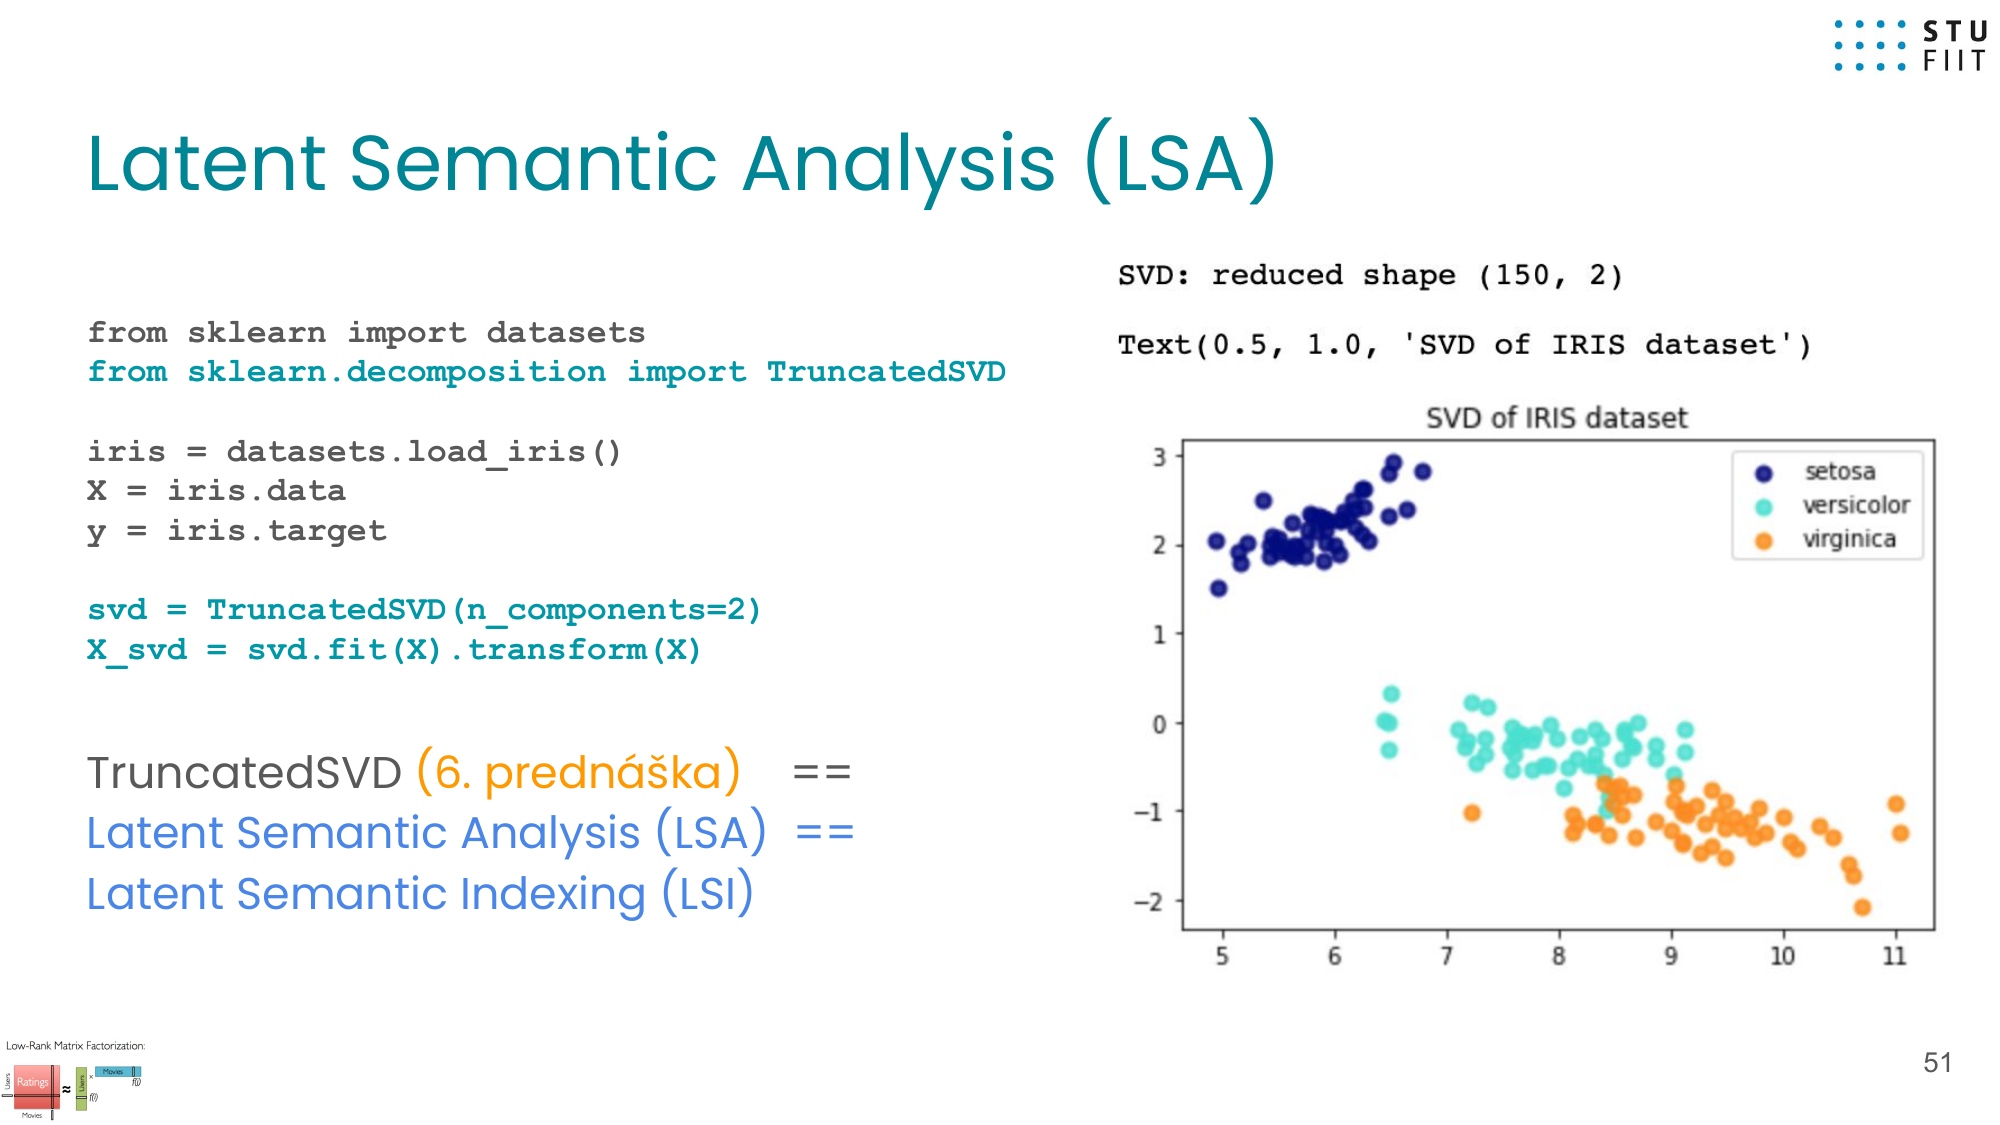 STU
FIIT
Latent Semantic Analysis (LSA)
from sklearn import datasets
from sklearn.decomposition import TruncatedSVD
iris = datasets.load_iris()
X = iris.data
y = iris.target
svd = TruncatedSVD(n_components=2)
X_svd = svd.fit(X).transform(X)
TruncatedSVD (6. prednáška) ==
Latent Semantic Analysis (LSA) ==
Latent Semantic Indexing (LSI)
SVD: reduced shape (150, 2)
Text(0.5, 1.0, 'SVD of IRIS dataset')
SVD of IRIS dataset
setosa
versicolor
virginica
3
2
1
0
−1
−2
5 6 7 8 9 10 11
Low-Rank Matrix Factorization:
Users
Ratings
Movies
≈
Users
f(i)
×
Movies
f(j)
51